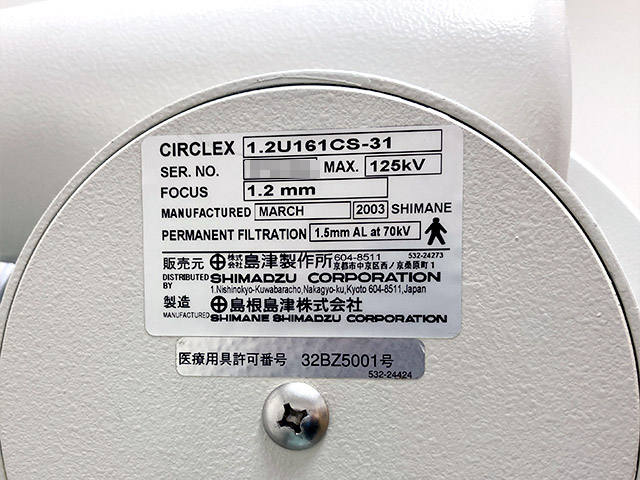 CIRCLEX 1.2U161CS-31
SER. NO. MAX. 125kV
FOCUS 1.2 mm
MANUFACTURED MARCH 2003 SHIMANE
PERMANENT FILTRATION 1.5mm AL at 70kV
532-24273
販売元 株式会社 島津製作所 604-8511 京都市中京区西ノ京桑原町1
DISTRIBUTED BY SHIMADZU CORPORATION
1.Nishinokyo-Kuwabaracho,Nakagyo-ku,Kyoto 604-8511,Japan
製造 島根島津株式会社
MANUFACTURED SHIMANE SHIMADZU CORPORATION
医療用具許可番号 32BZ5001号
532-24424